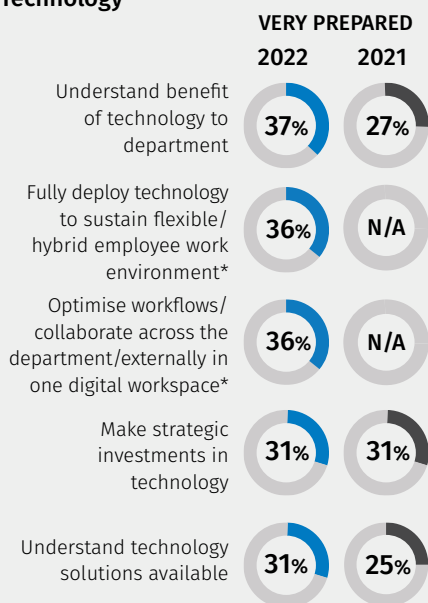 Technology
VERY PREPARED
2022 2021
Understand benefit
of technology to
department
37% 27%
Fully deploy technology
to sustain flexible/
hybrid employee work
environment*
36% N/A
Optimise workflows/
collaborate across the
department/externally in
one digital workspace*
36% N/A
Make strategic
investments in
technology
31% 31%
Understand technology
solutions available
31% 25%